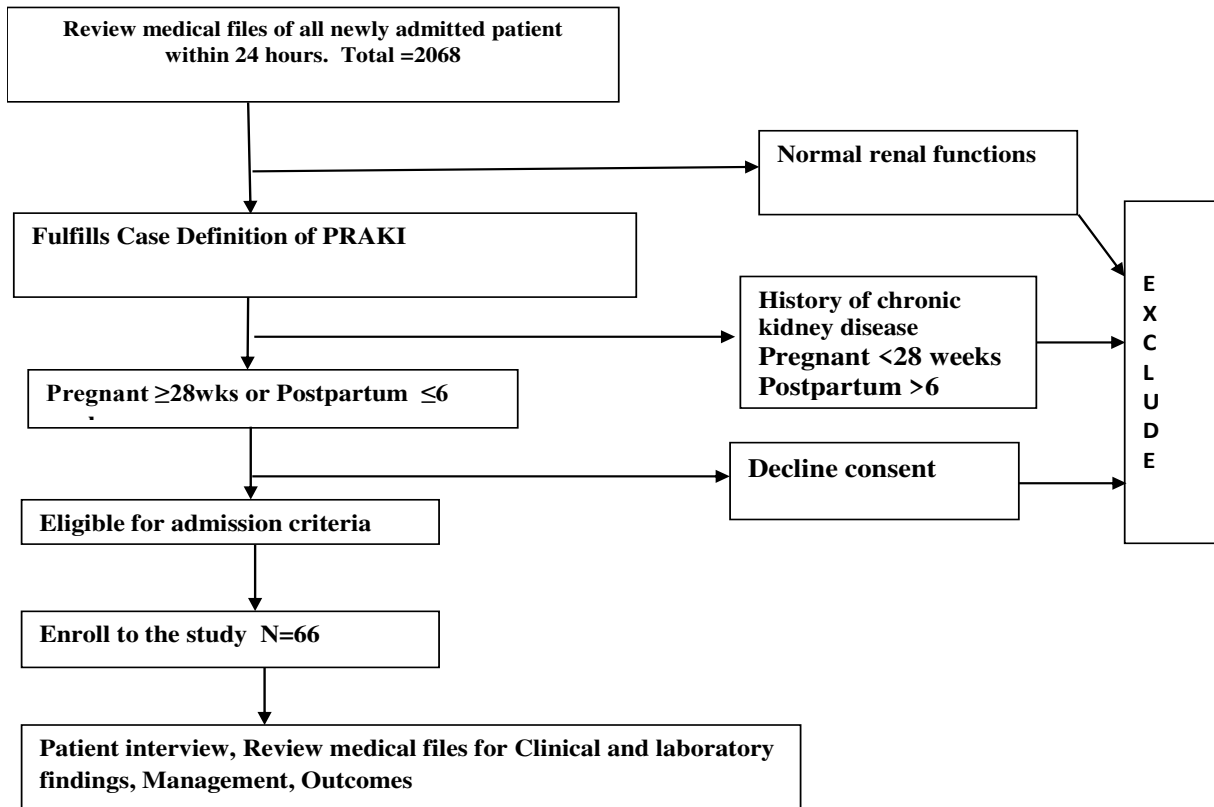 Review medical files of all newly admitted patient
within 24 hours. Total =2068
Normal renal functions
Fulfills Case Definition of PRAKI
History of chronic
kidney disease
Pregnant <28 weeks
Postpartum >6
Pregnant ≥28wks or Postpartum ≤6
Decline consent
E
X
C
L
U
D
E
Eligible for admission criteria
Enroll to the study N=66
Patient interview, Review medical files for Clinical and laboratory
findings, Management, Outcomes